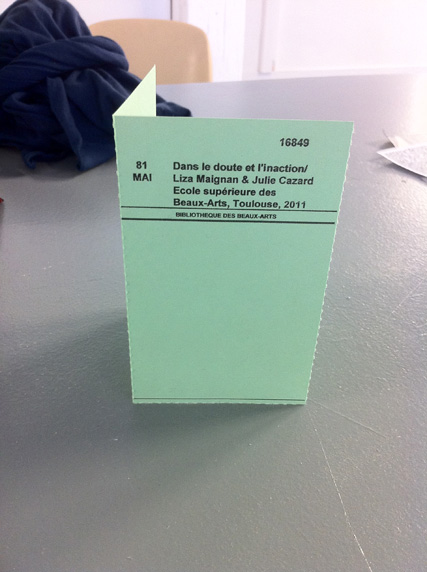 16849
81 Dans le doute et l'inaction/
MAI Liza Maignan & Julie Cazard
Ecole supérieure des
Beaux-Arts, Toulouse, 2011
BIBLIOTHEQUE DES BEAUX-ARTS